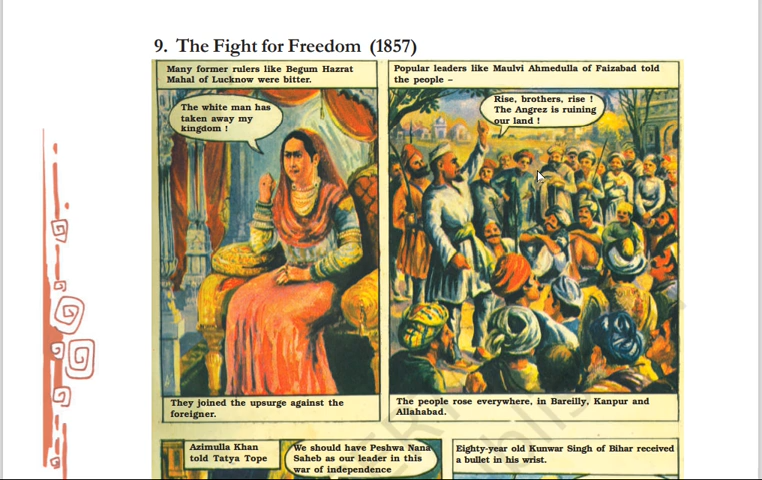 9. The Fight for Freedom (1857)
Many former rulers like Begum Hazrat
Mahal of Lucknow were bitter.
The white man has
taken away my
kingdom !
They joined the upsurge against the
foreigner.
Popular leaders like Maulvi Ahmedulla of Faizabad told
the people –
Rise, brothers, rise !
The Angrez is ruining
our land !
The people rose everywhere, in Bareilly, Kanpur and
Allahabad.
Azimulla Khan
told Tatya Tope
We should have Peshwa Nana
Saheb as our leader in this
war of independence
Eighty-year old Kunwar Singh of Bihar received
a bullet in his wrist.